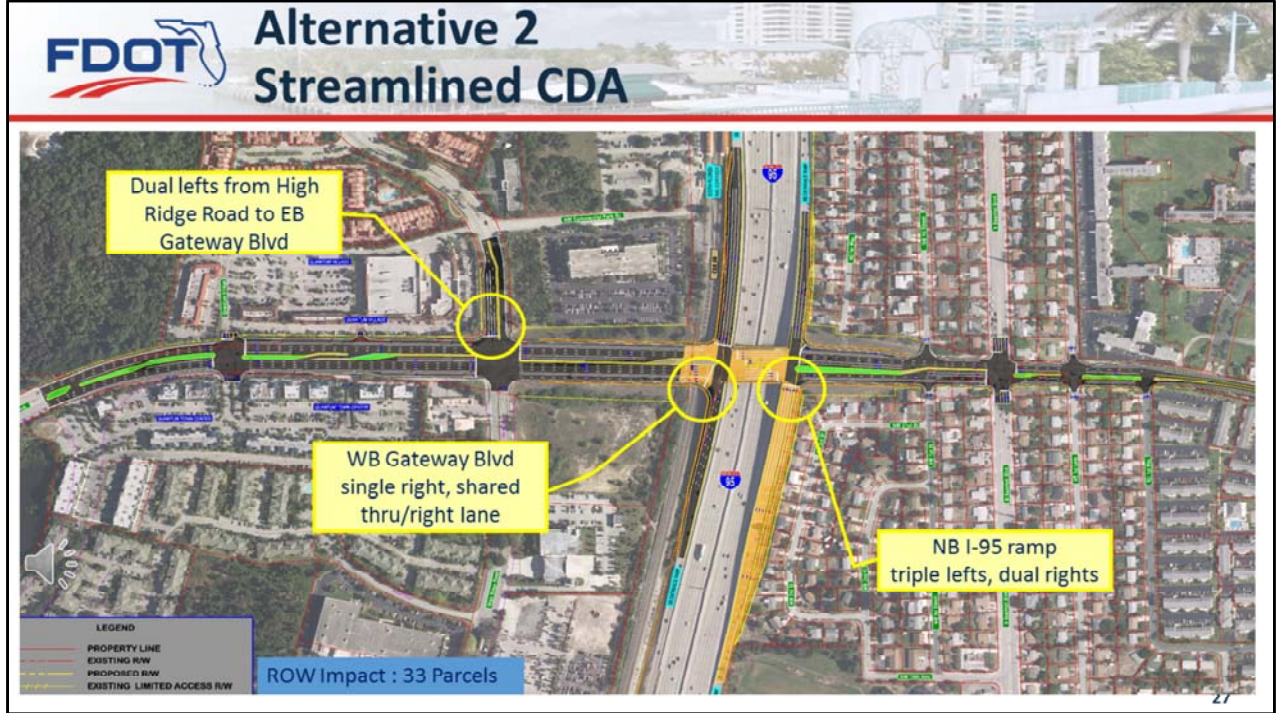 FDOT
Alternative 2
Streamlined CDA
Dual lefts from High
Ridge Road to EB
Gateway Blvd
WB Gateway Blvd
single right, shared
thru/right lane
NB I-95 ramp
triple lefts, dual rights
95
95
LEGEND
PROPERTY LINE
EXISTING R/W
PROPOSED R/W
EXISTING LIMITED ACCESS R/W
ROW Impact : 33 Parcels
27